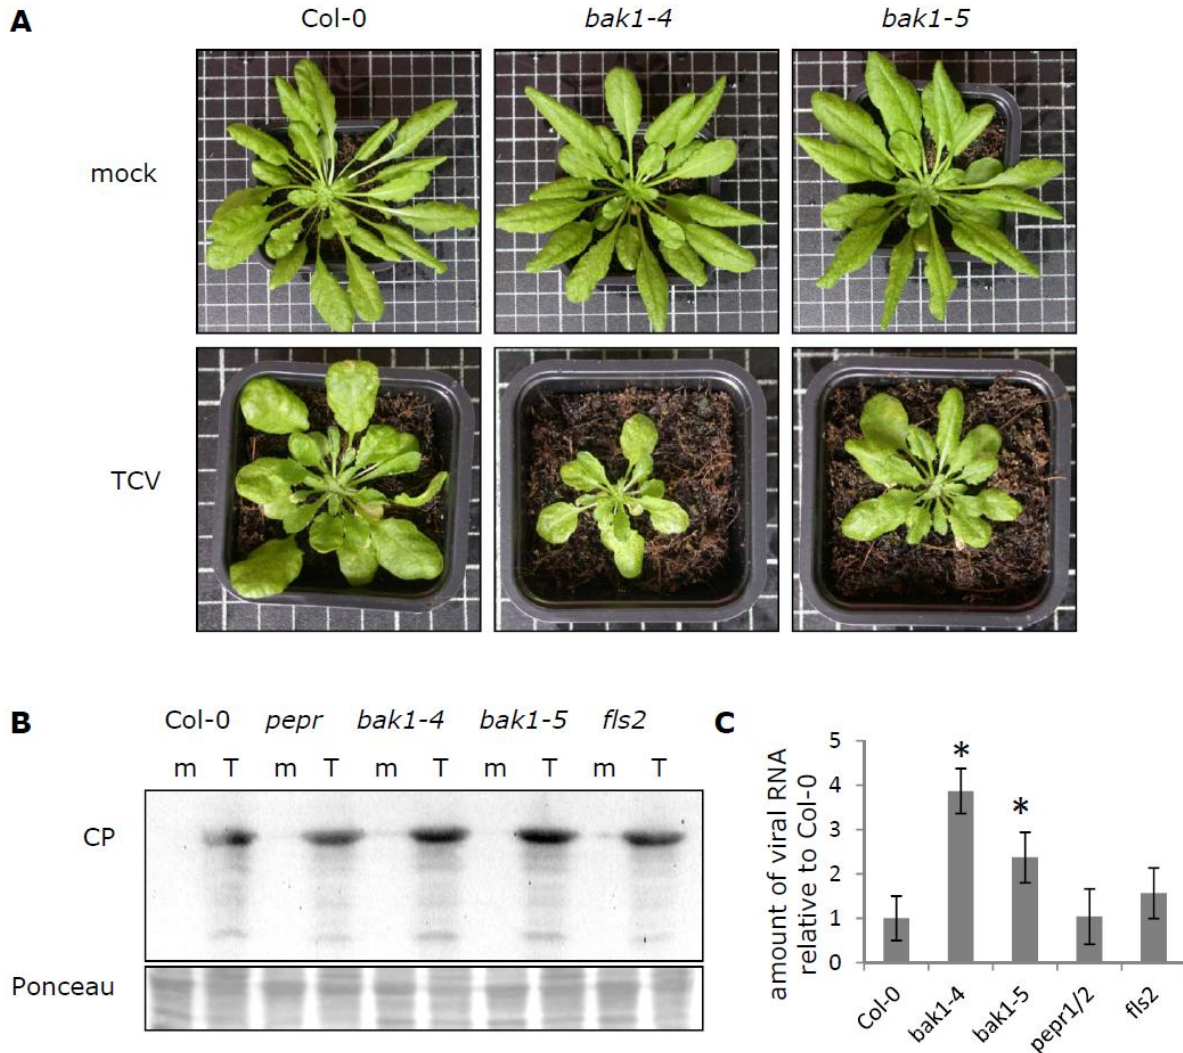 A
Col-0 bak1-4 bak1-5
mock
TCV
B
Col-0 pepr bak1-4 bak1-5 fls2
m T m T m T m T m T
CP
Ponceau
C
amount of viral RNA
relative to Col-0
5
4
3
2
1
0
* *
Col-0 bak1-4 bak1-5 pepr1/2 fls2